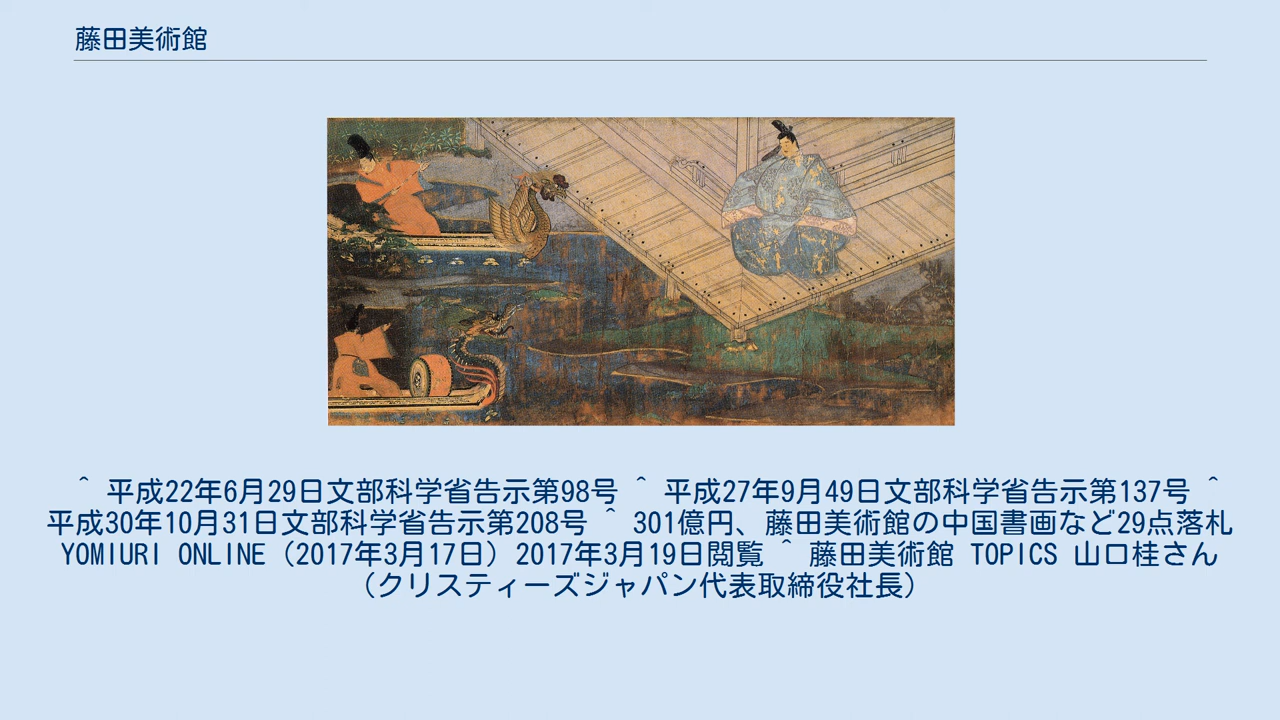 藤田美術館
^ 平成22年6月29日文部科学省告示第98号 ^ 平成27年9月49日文部科学省告示第137号 ^
平成30年10月31日文部科学省告示第208号 ^ 301億円、藤田美術館の中国書画など29点落札
YOMIURI ONLINE（2017年3月17日）2017年3月19日閲覧 ^ 藤田美術館 TOPICS 山口桂さん
（クリスティーズジャパン代表取締役社長）